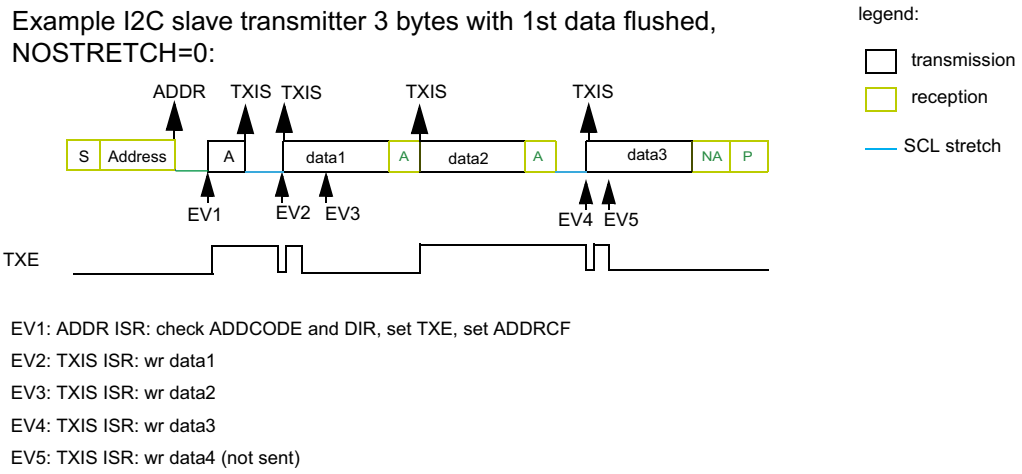 Example I2C slave transmitter 3 bytes with 1st data flushed,
NOSTRETCH=0:
legend:
transmission
reception
SCL stretch
ADDR TXIS TXIS TXIS TXIS
S Address A data1 A data2 A data3 NA P
EV1 EV2 EV3 EV4 EV5
TXE
EV1: ADDR ISR: check ADDCODE and DIR, set TXE, set ADDRCF
EV2: TXIS ISR: wr data1
EV3: TXIS ISR: wr data2
EV4: TXIS ISR: wr data3
EV5: TXIS ISR: wr data4 (not sent)